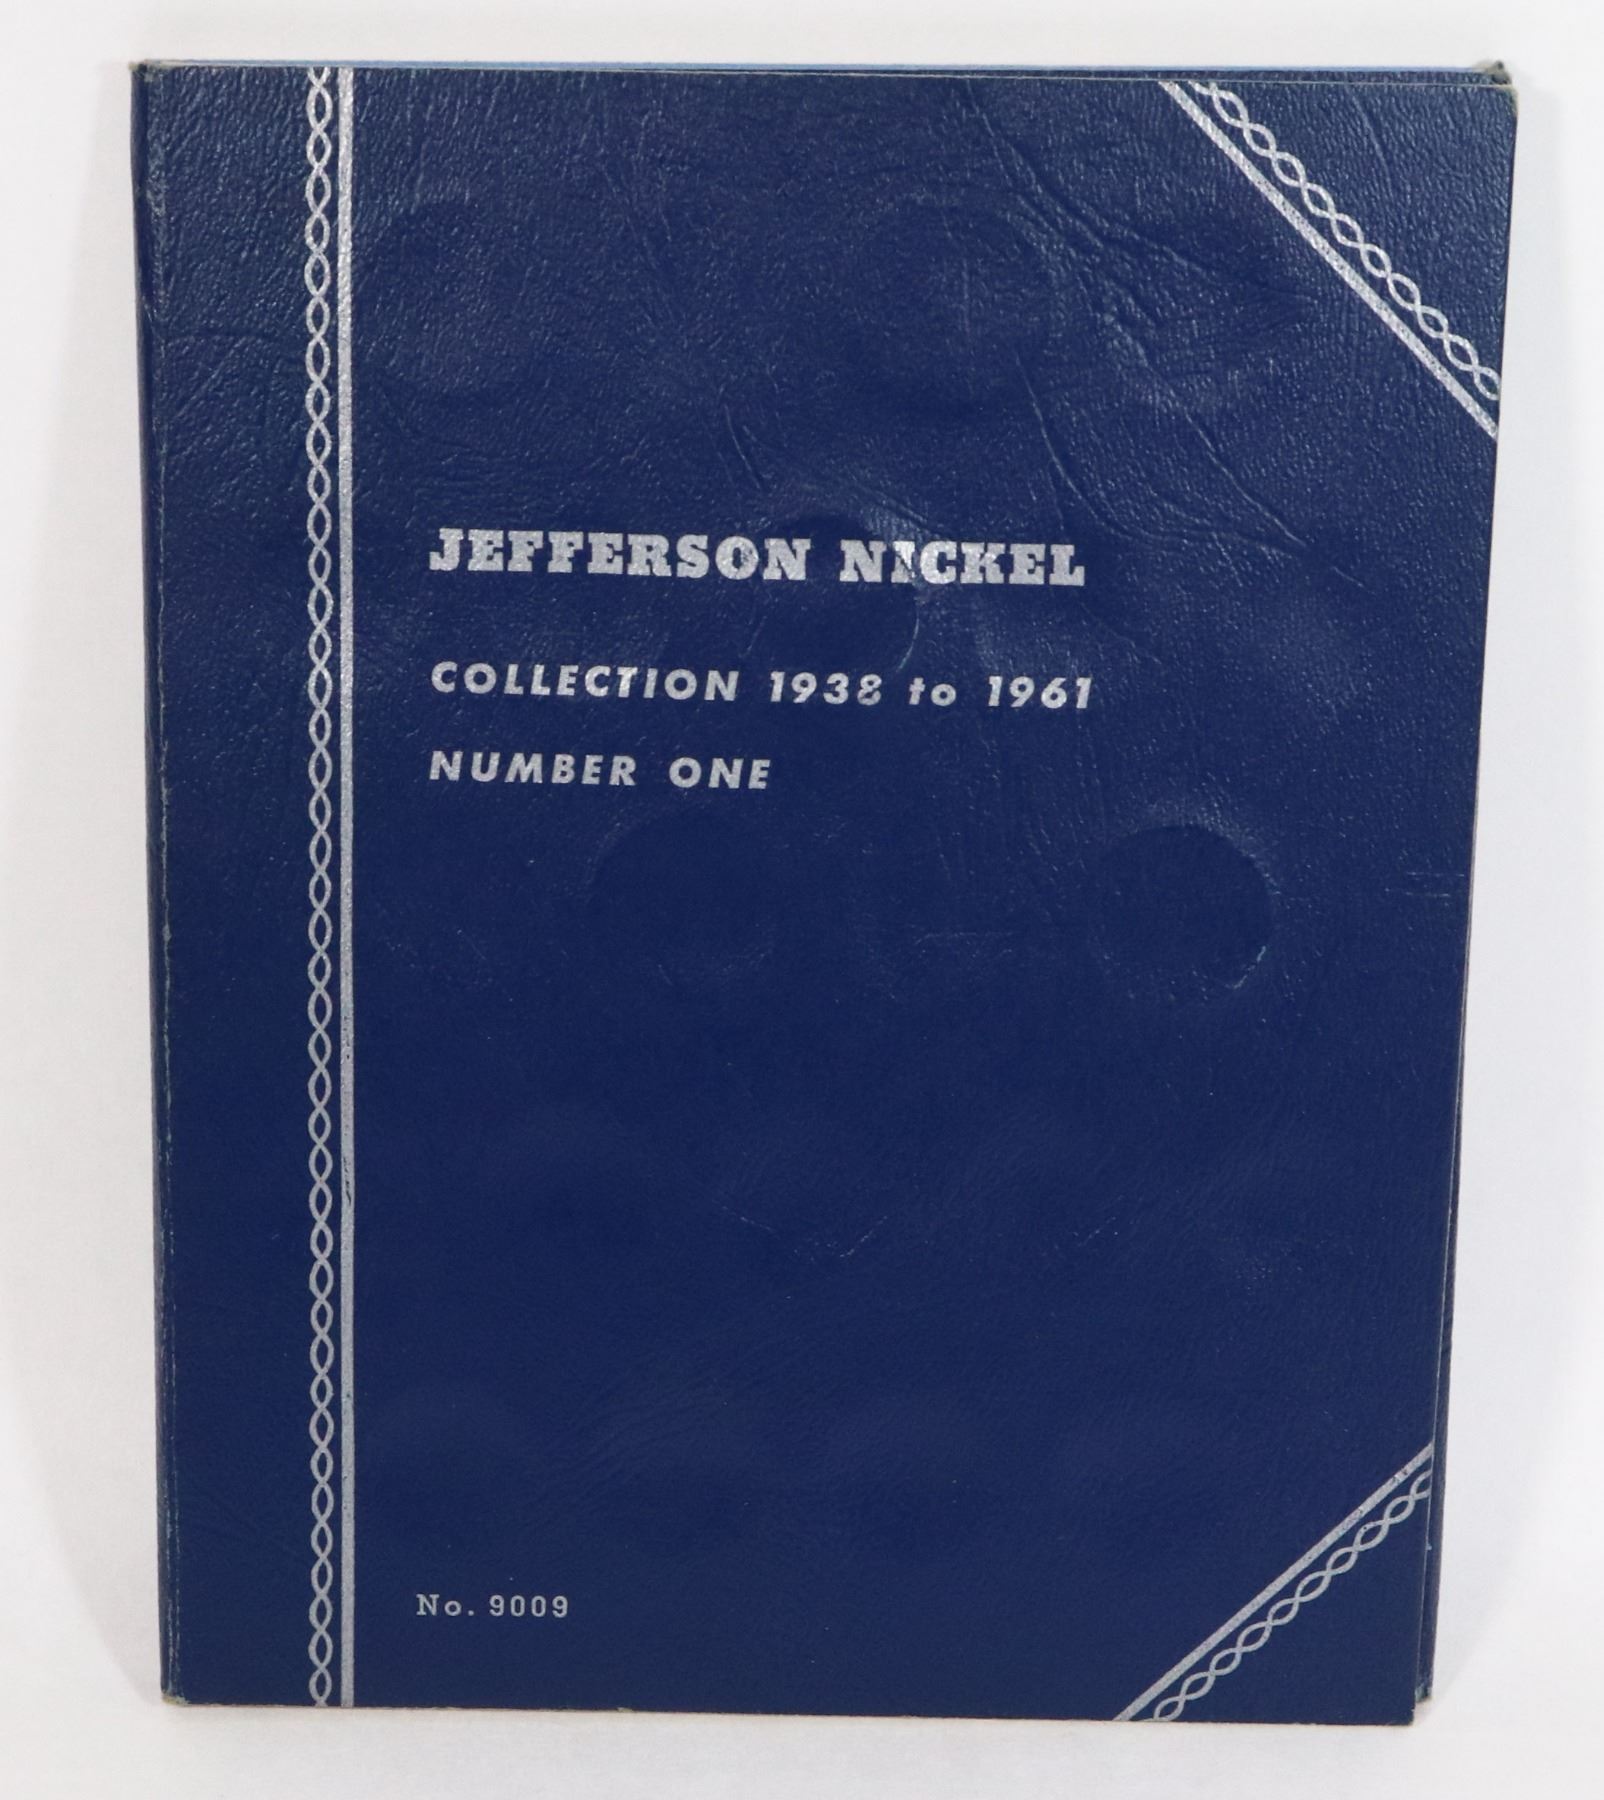 JEFFERSON NICKEL
COLLECTION 1938 to 1961
NUMBER ONE
No. 9009